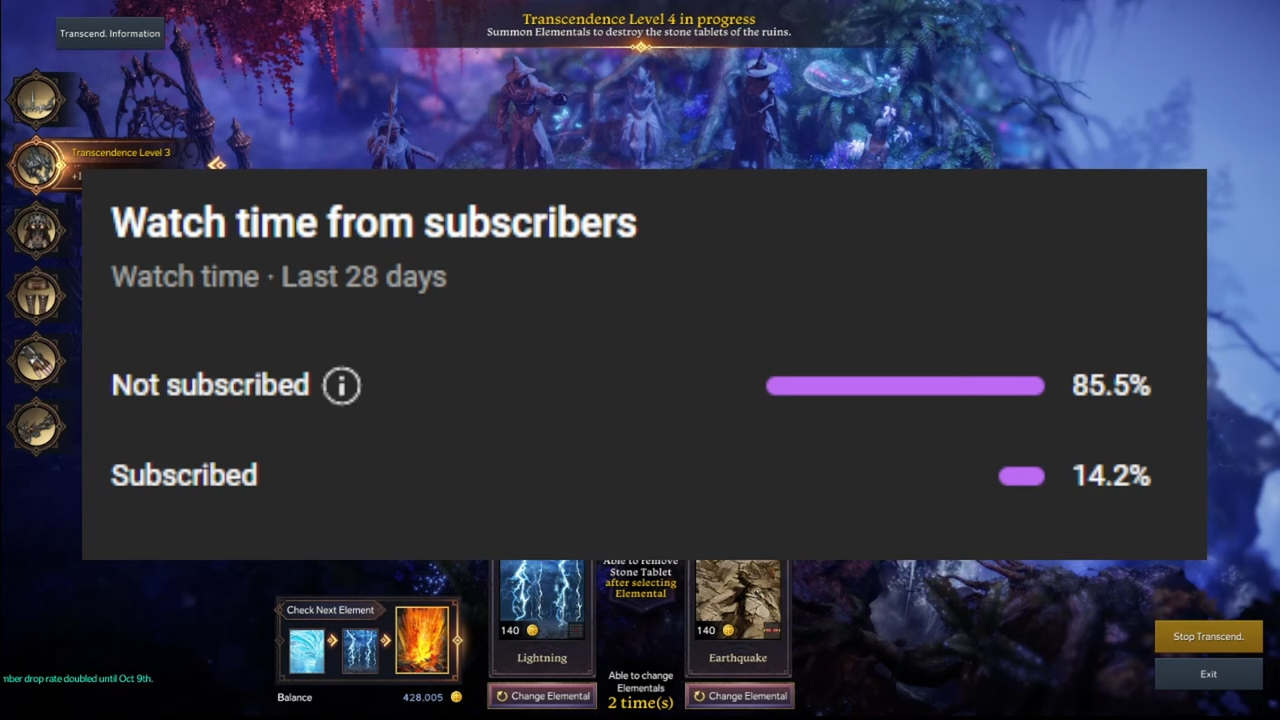 Transcendence Level 4 in progress
Transcend. Information
Summon Elementals to destroy the stone tablets of the ruins.
Transcendence Level 3
Watch time from subscribers
Watch time · Last 28 days
Not subscribed 85.5%
Subscribed 14.2%
Able to remove
Stone Tablet
after selecting
Elemental
Check Next Element
140
140
Lightning
Earthquake
Stop Transcend.
Able to change
Elementals
2 time(s)
Exit
drop rate doubled until Oct 9th.
Balance 428.005
Change Elemental
Change Elemental